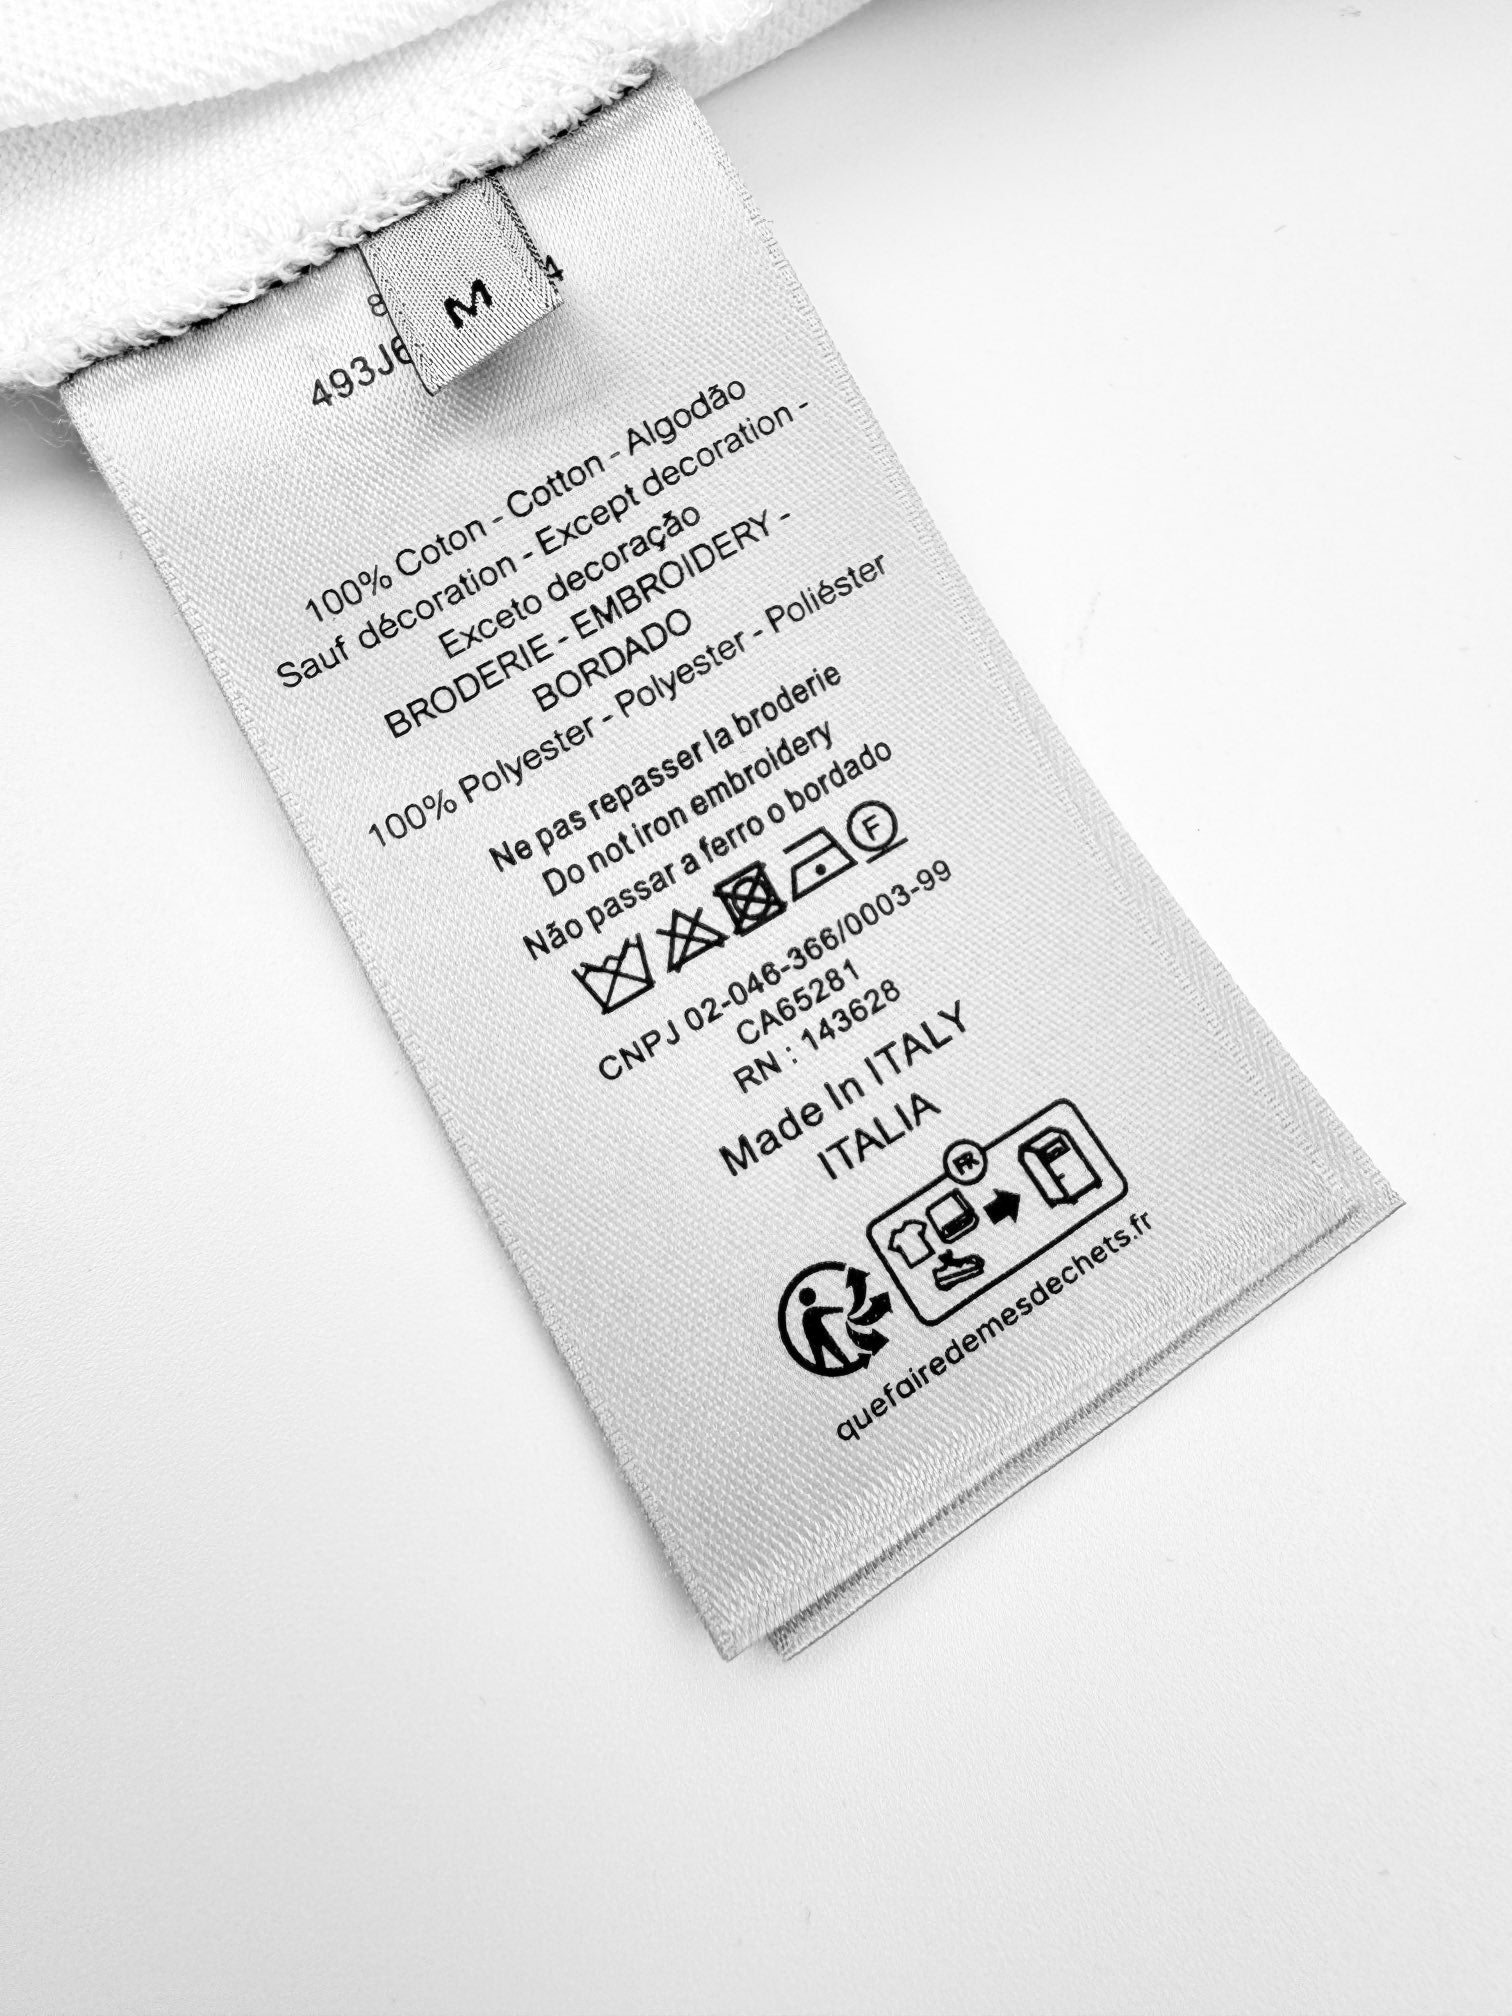 M
100% Coton - Cotton - Algodão
Sauf décoration - Except decoration -
Exceto decoração
BRODERIE - EMBROIDERY -
BORDADO
100% Polyester - Polyester - Poliéster
Ne pas repasser la broderie
Do not iron embroidery
Não passar a ferro o bordado
F
CNPJ 02-046-366/0003-99
CA65281
RN : 143628
Made In ITALY
ITALIA
FR
quefairedemesdechets.fr